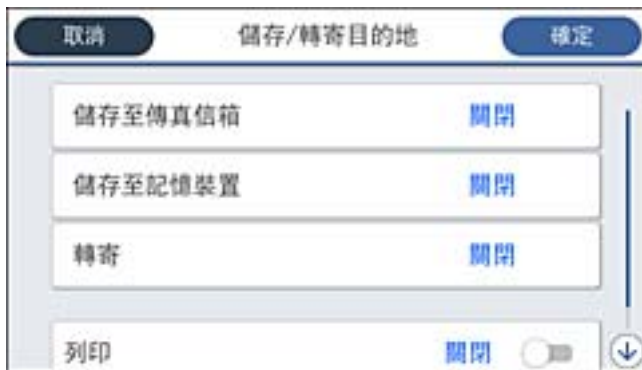 取消 儲存/轉寄目的地 確定
儲存至傳真信箱 關閉
儲存至記憶裝置 關閉
轉寄 關閉
列印 關閉